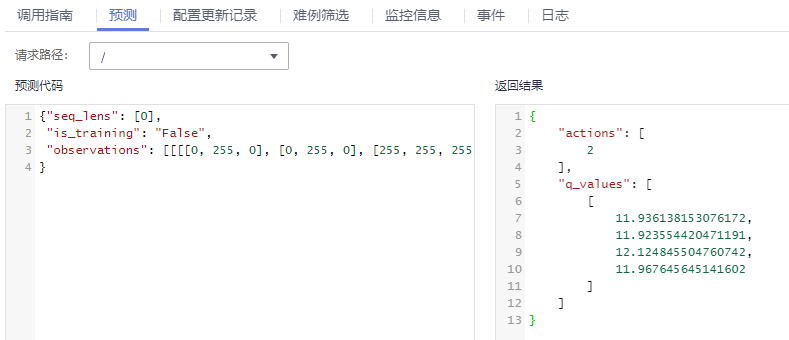 调用指南 预测 配置更新记录 难例筛选 监控信息 事件 日志
请求路径： /
预测代码
1 {"seq_lens": [0],
2 "is_training": "False",
3 "observations": [[[[0, 255, 0], [0, 255, 0], [255, 255, 255
4 }
返回结果
1 {
2 "actions": [
3 2
4 ],
5 "q_values": [
6 [
7 11.936138153076172,
8 11.923554420471191,
9 12.124845504760742,
10 11.967645645141602
11 ]
12 ]
13 }